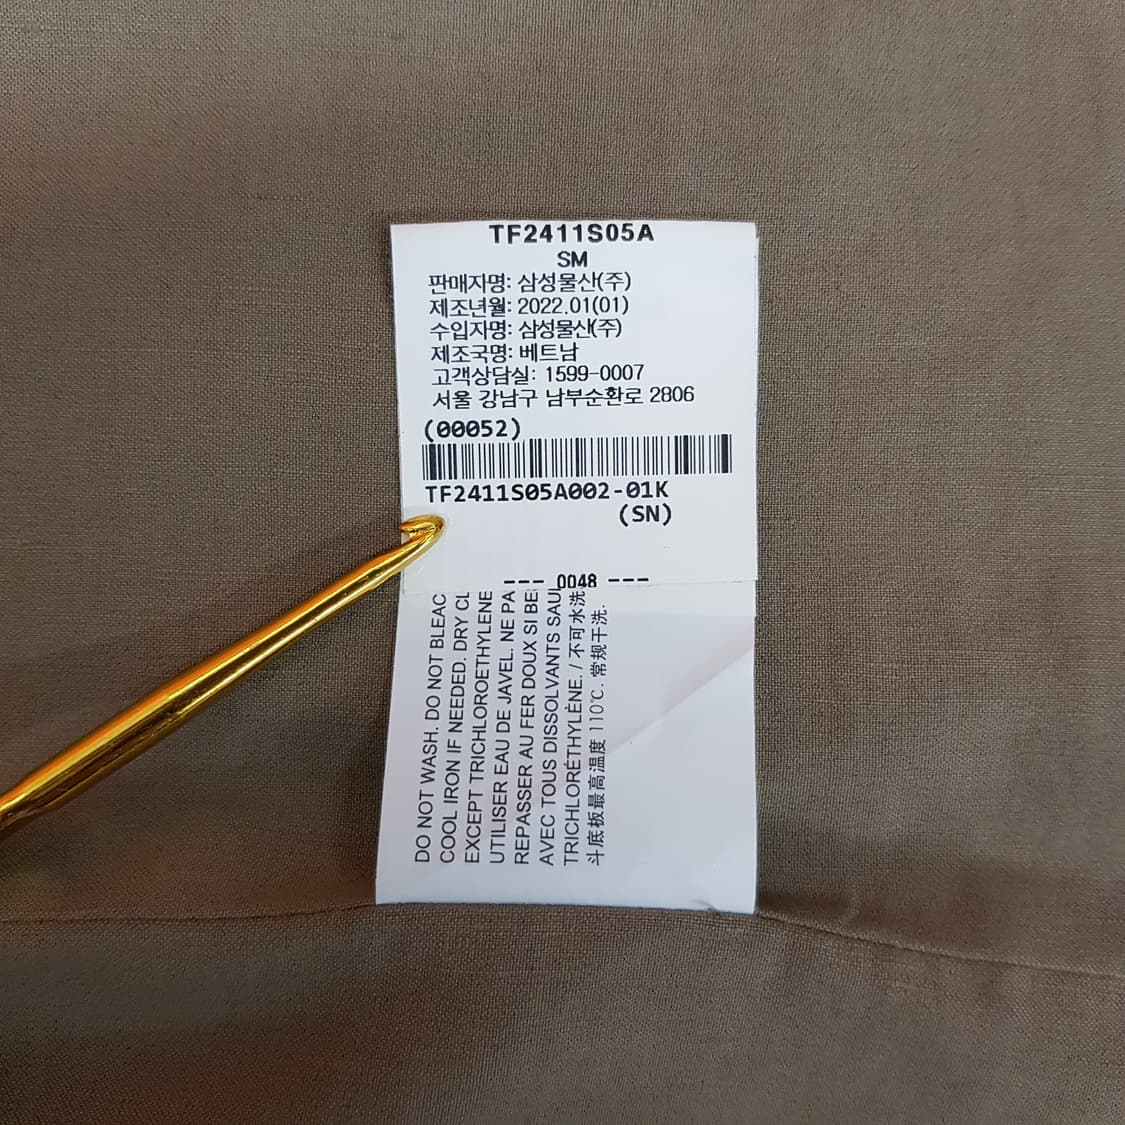 TF2411S05A
SM
판매자명: 삼성물산(주)
제조년월: 2022.01(01)
수입자명: 삼성물산(주)
제조국명: 베트남
고객상담실: 1599-0007
서울 강남구 남부순환로 2806
(00052)
TF2411S05A002-01K
(SN)
--- 0048 ---
DO NOT WASH. DO NOT BLEAC
COOL IRON IF NEEDED. DRY CL
EXCEPT TRICHLOROETHYLENE
UTILISER EAU DE JAVEL. NE PA
REPASSER AU FER DOUX SI BE
AVEC TOUS DISSOLVANTS SAU
TRICHLORÉTHYLÈNE. / 不可水洗
斗底板最高温度 110℃. 常规干洗.